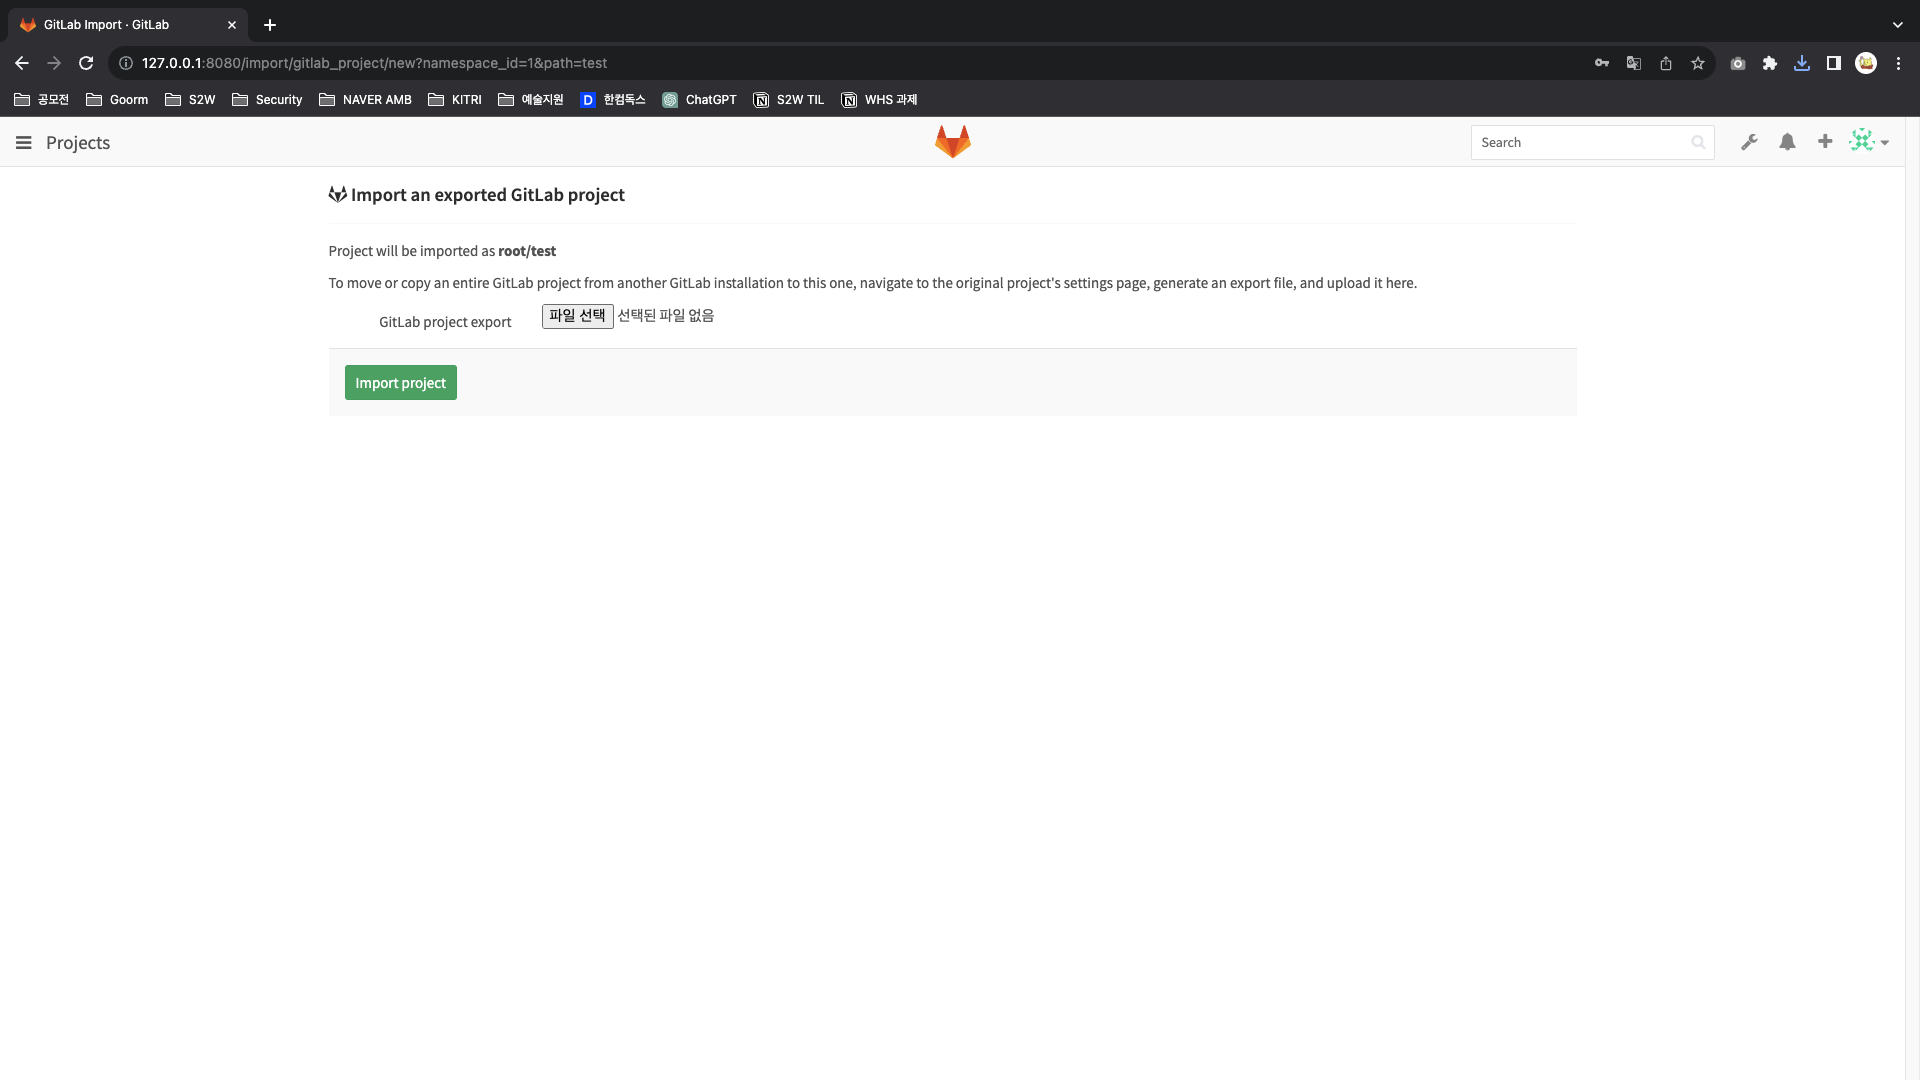 GitLab Import · GitLab
127.0.0.1:8080/import/gitlab_project/new?namespace_id=1&path=test
공모전 Goorm S2W Security NAVER AMB KITRI 예술지원 D 한컴독스 ChatGPT S2W TIL WHS 과제
Projects Search
Import an exported GitLab project
Project will be imported as root/test
To move or copy an entire GitLab project from another GitLab installation to this one, navigate to the original project's settings page, generate an export file, and upload it here.
GitLab project export 파일 선택 선택된 파일 없음
Import project